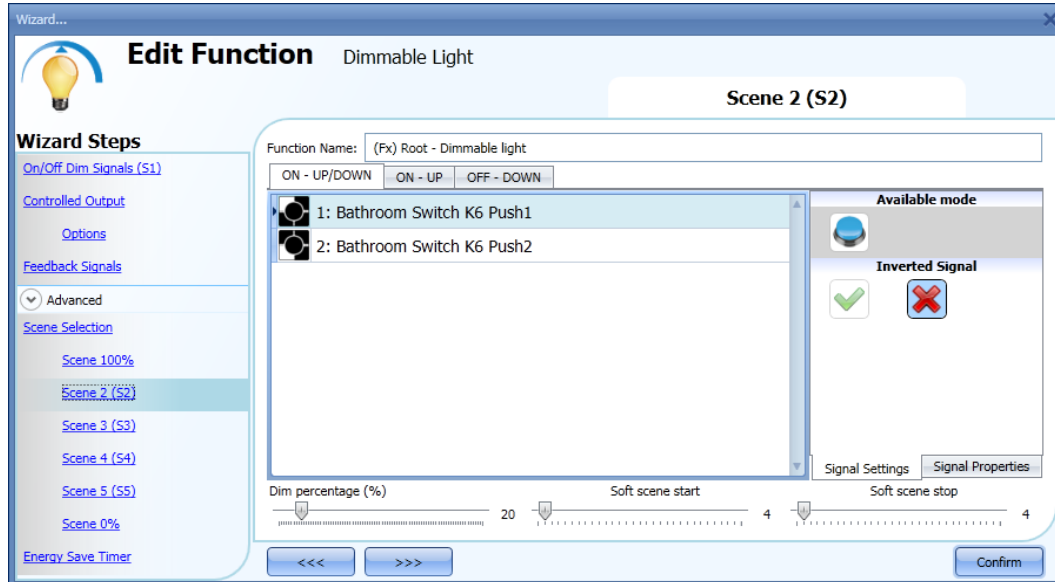 Wizard...
Edit Function Dimmable Light
Scene 2 (S2)
Wizard Steps
On/Off Dim Signals (S1)
Controlled Output
Options
Feedback Signals
Advanced
Scene Selection
Scene 100%
Scene 2 (S2)
Scene 3 (S3)
Scene 4 (S4)
Scene 5 (S5)
Scene 0%
Energy Save Timer
Function Name: (Fx) Root - Dimmable light
ON - UP/DOWN ON - UP OFF - DOWN
1: Bathroom Switch K6 Push1
2: Bathroom Switch K6 Push2
Available mode
Inverted Signal
Signal Settings Signal Properties
Dim percentage (%) Soft scene start Soft scene stop
20 4 4
<<< >>> Confirm